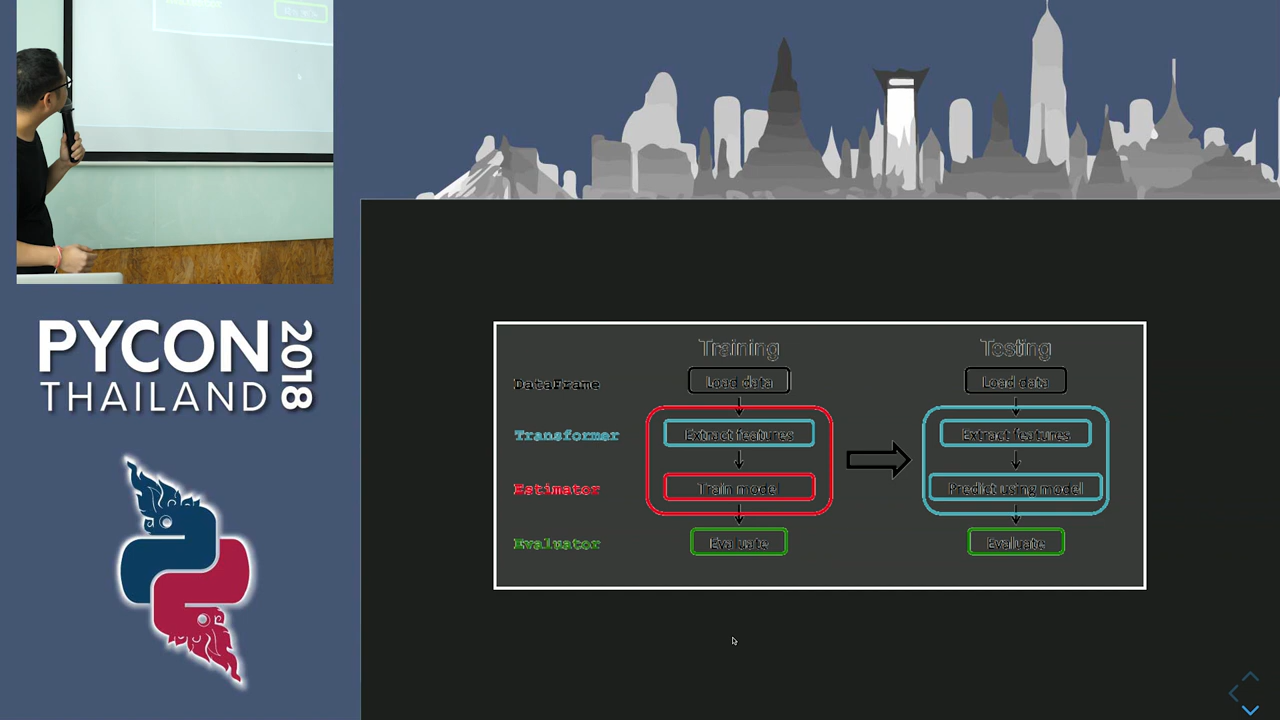 PYCON 2018
THAILAND
Training Testing
DataFrame Load data Load data
Transformer Extract features Extract features
Estimator Train model Predict using model
Evaluator Evaluate Evaluate